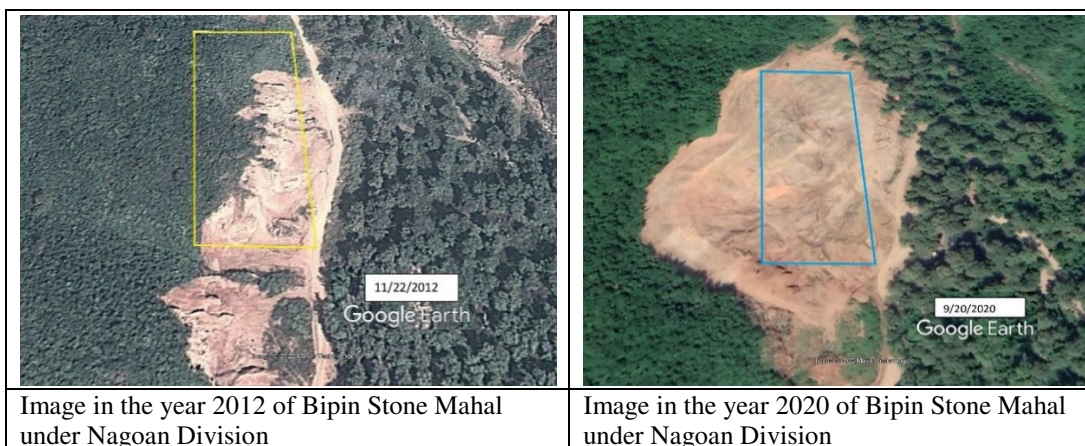 11/22/2012
Google Earth
9/20/2020
Google Earth
Image in the year 2012 of Bipin Stone Mahal
under Nagoan Division
Image in the year 2020 of Bipin Stone Mahal
under Nagoan Division